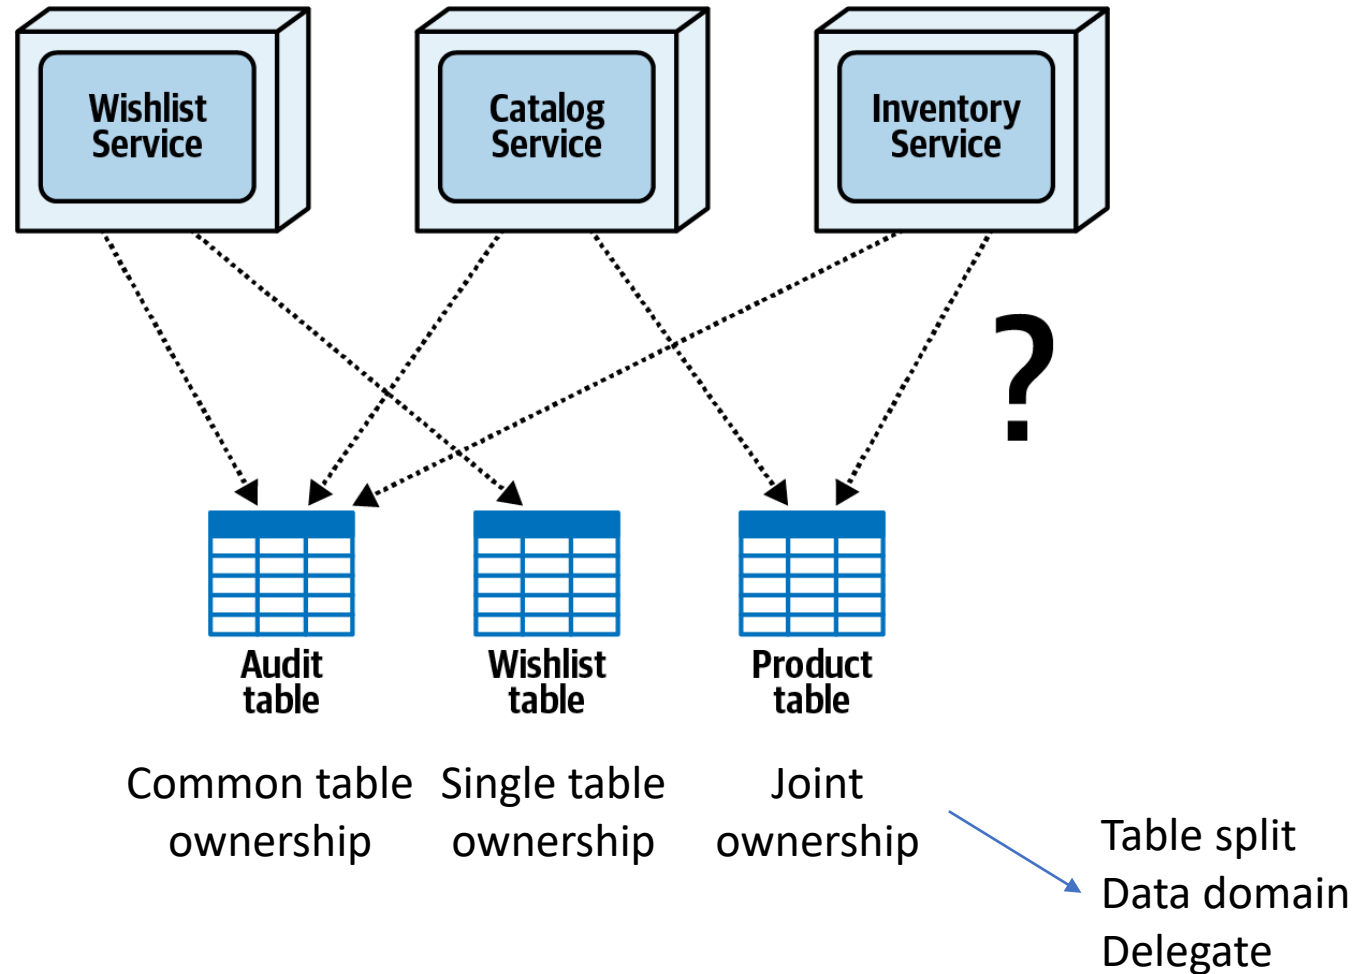 Wishlist
Service
Catalog
Service
Inventory
Service
?
Audit
table
Wishlist
table
Product
table
Common table
ownership
Single table
ownership
Joint
ownership
Table split
Data domain
Delegate